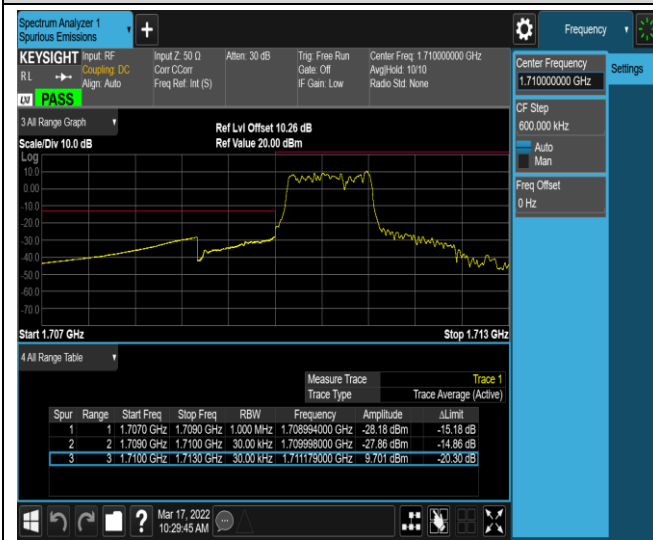 Spectrum Analyzer 1
Spurious Emissions
Frequency
KEYSIGHT
Input: RF
Coupling: DC
Align: Auto
Input Z: 50 Ω
Corr CCorr
Freq Ref: Int (S)
Atten: 30 dB
Trig: Free Run
Gate: Off
IF Gain: Low
Center Freq: 1.710000000 GHz
Avg|Hold: 10/10
Radio Std: None
RL
LXI
PASS
Center Frequency
1.710000000 GHz
Settings
CF Step
600.000 kHz
Auto
Man
Freq Offset
0 Hz
3 All Range Graph
Scale/Div 10.0 dB
Ref Lvl Offset 10.26 dB
Ref Value 20.00 dBm
Log
10.0
0.00
-10.0
-20.0
-30.0
-40.0
-50.0
-60.0
-70.0
Start 1.707 GHz
Stop 1.713 GHz
4 All Range Table
Measure Trace Trace 1
Trace Type Trace Average (Active)
Spur Range Start Freq Stop Freq RBW Frequency Amplitude ΔLimit
1 1 1.7070 GHz 1.7090 GHz 1.000 MHz 1.708994000 GHz -28.18 dBm -15.18 dB
2 2 1.7090 GHz 1.7100 GHz 30.00 kHz 1.709998000 GHz -27.86 dBm -14.86 dB
3 3 1.7100 GHz 1.7130 GHz 30.00 kHz 1.711179000 GHz 9.701 dBm -20.30 dB
?
Mar 17, 2022
10:29:45 AM